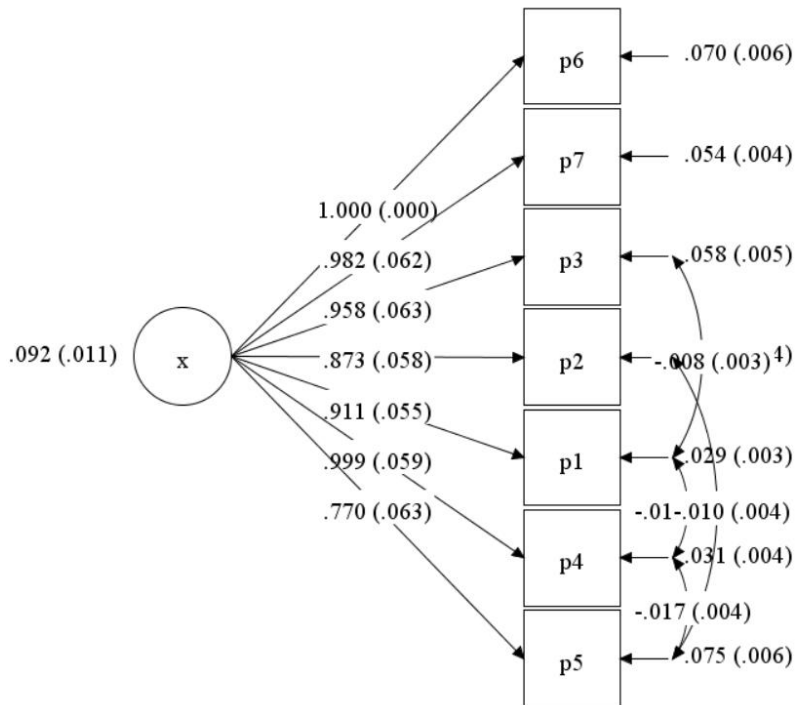 p6
.070 (.006)
p7
.054 (.004)
1.000 (.000)
.982 (.062)
p3
.058 (.005)
.958 (.063)
.092 (.011)
x
.873 (.058)
p2
-.008 (.003)
4)
.911 (.055)
p1
.029 (.003)
.999 (.059)
-.01-.010 (.004)
p4
.031 (.004)
.770 (.063)
-.017 (.004)
p5
.075 (.006)